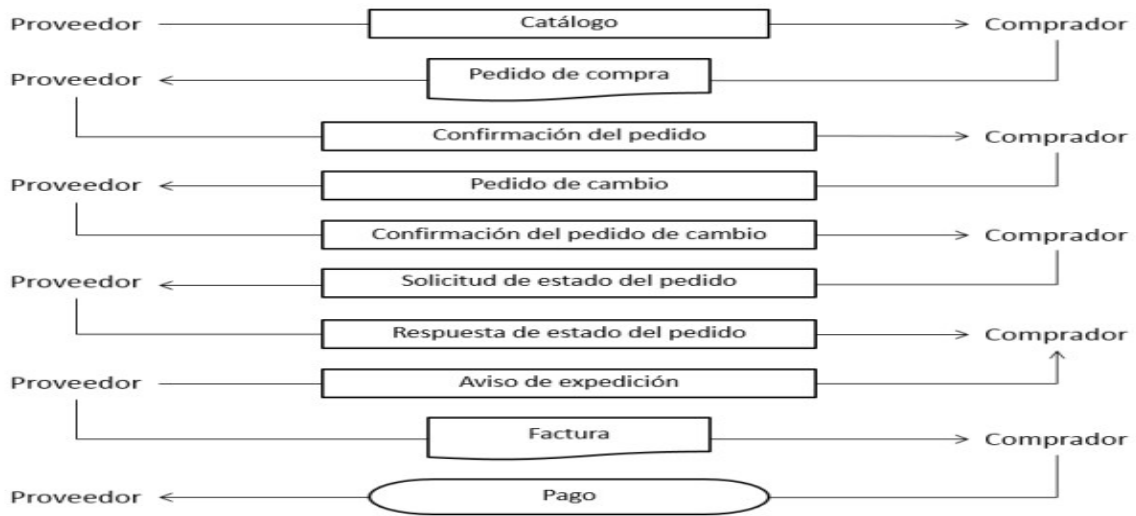 Proveedor Catálogo Comprador
Proveedor Pedido de compra
Confirmación del pedido Comprador
Proveedor Pedido de cambio
Confirmación del pedido de cambio Comprador
Proveedor Solicitud de estado del pedido
Respuesta de estado del pedido Comprador
Proveedor Aviso de expedición
Factura Comprador
Proveedor Pago